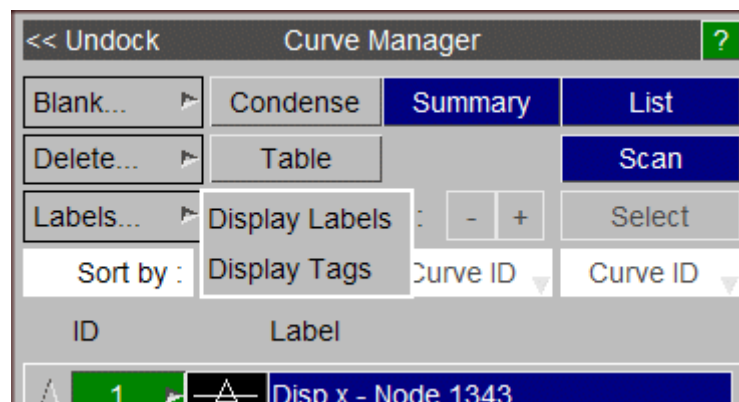 << Undock Curve Manager ?
Blank... Condense Summary List
Delete... Table Scan
Labels... Display Labels : - + Select
Sort by : Display Tags Curve ID Curve ID
ID Label
1 Disp x - Node 1343